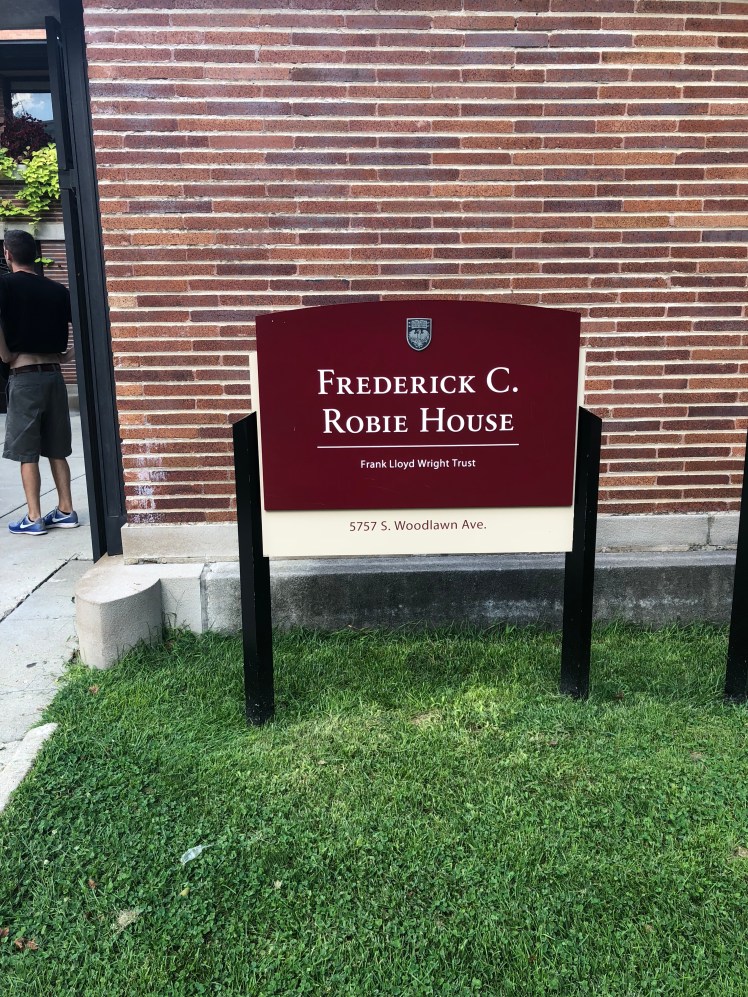 Frederick C.
Robie House
Frank Lloyd Wright Trust
5757 S. Woodlawn Ave.